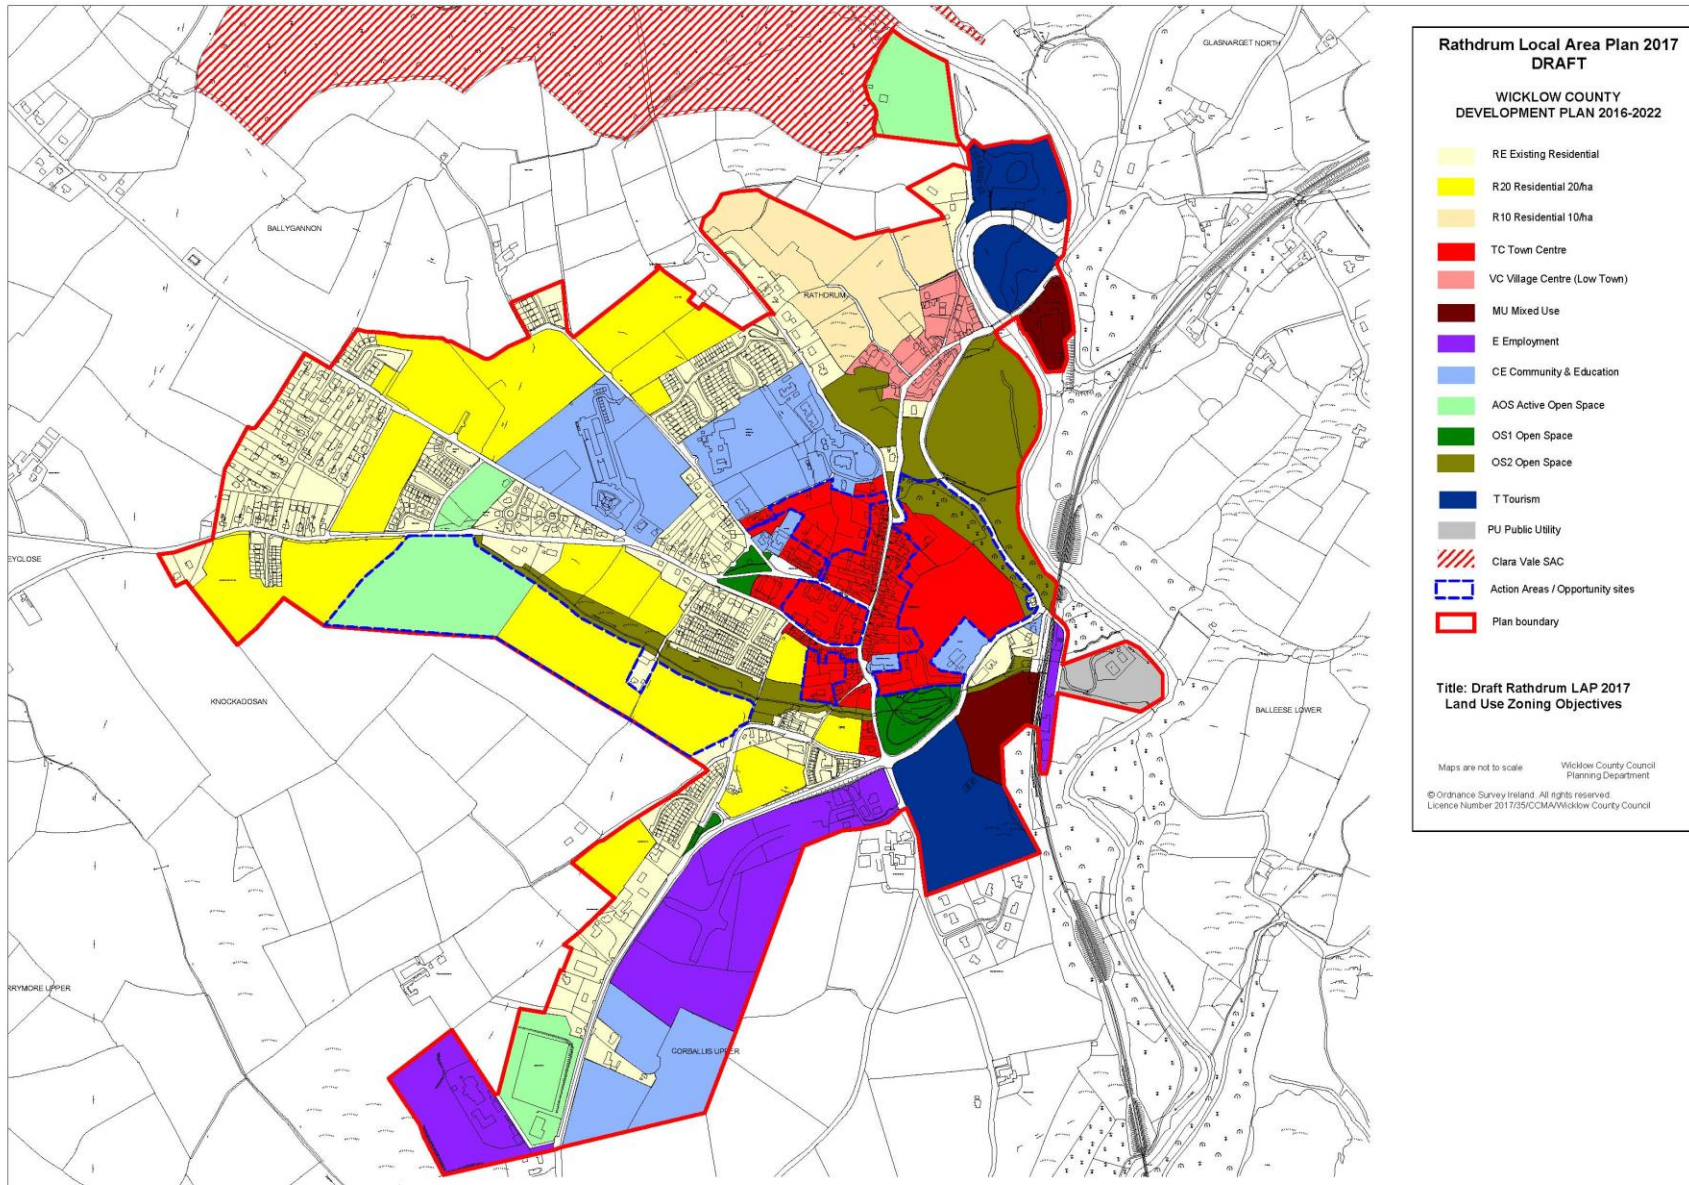 GLASNARGET NORTH
BALLYGANNON
RATHDRUM
EYCLOSE
KNOCKADOSAN
BALLEESE LOWER
RRYMORE UPPER
CORBALLIS UPPER
Rathdrum Local Area Plan 2017
DRAFT
WICKLOW COUNTY
DEVELOPMENT PLAN 2016-2022
RE Existing Residential
R20 Residential 20/ha
R10 Residential 10/ha
TC Town Centre
VC Village Centre (Low Town)
MU Mixed Use
E Employment
CE Community & Education
AOS Active Open Space
OS1 Open Space
OS2 Open Space
T Tourism
PU Public Utility
Clara Vale SAC
Action Areas / Opportunity sites
Plan boundary
Title: Draft Rathdrum LAP 2017
Land Use Zoning Objectives
Maps are not to scale
Wicklow County Council
Planning Department
© Ordnance Survey Ireland. All rights reserved.
Licence Number 2017/35/CCMA/Wicklow County Council